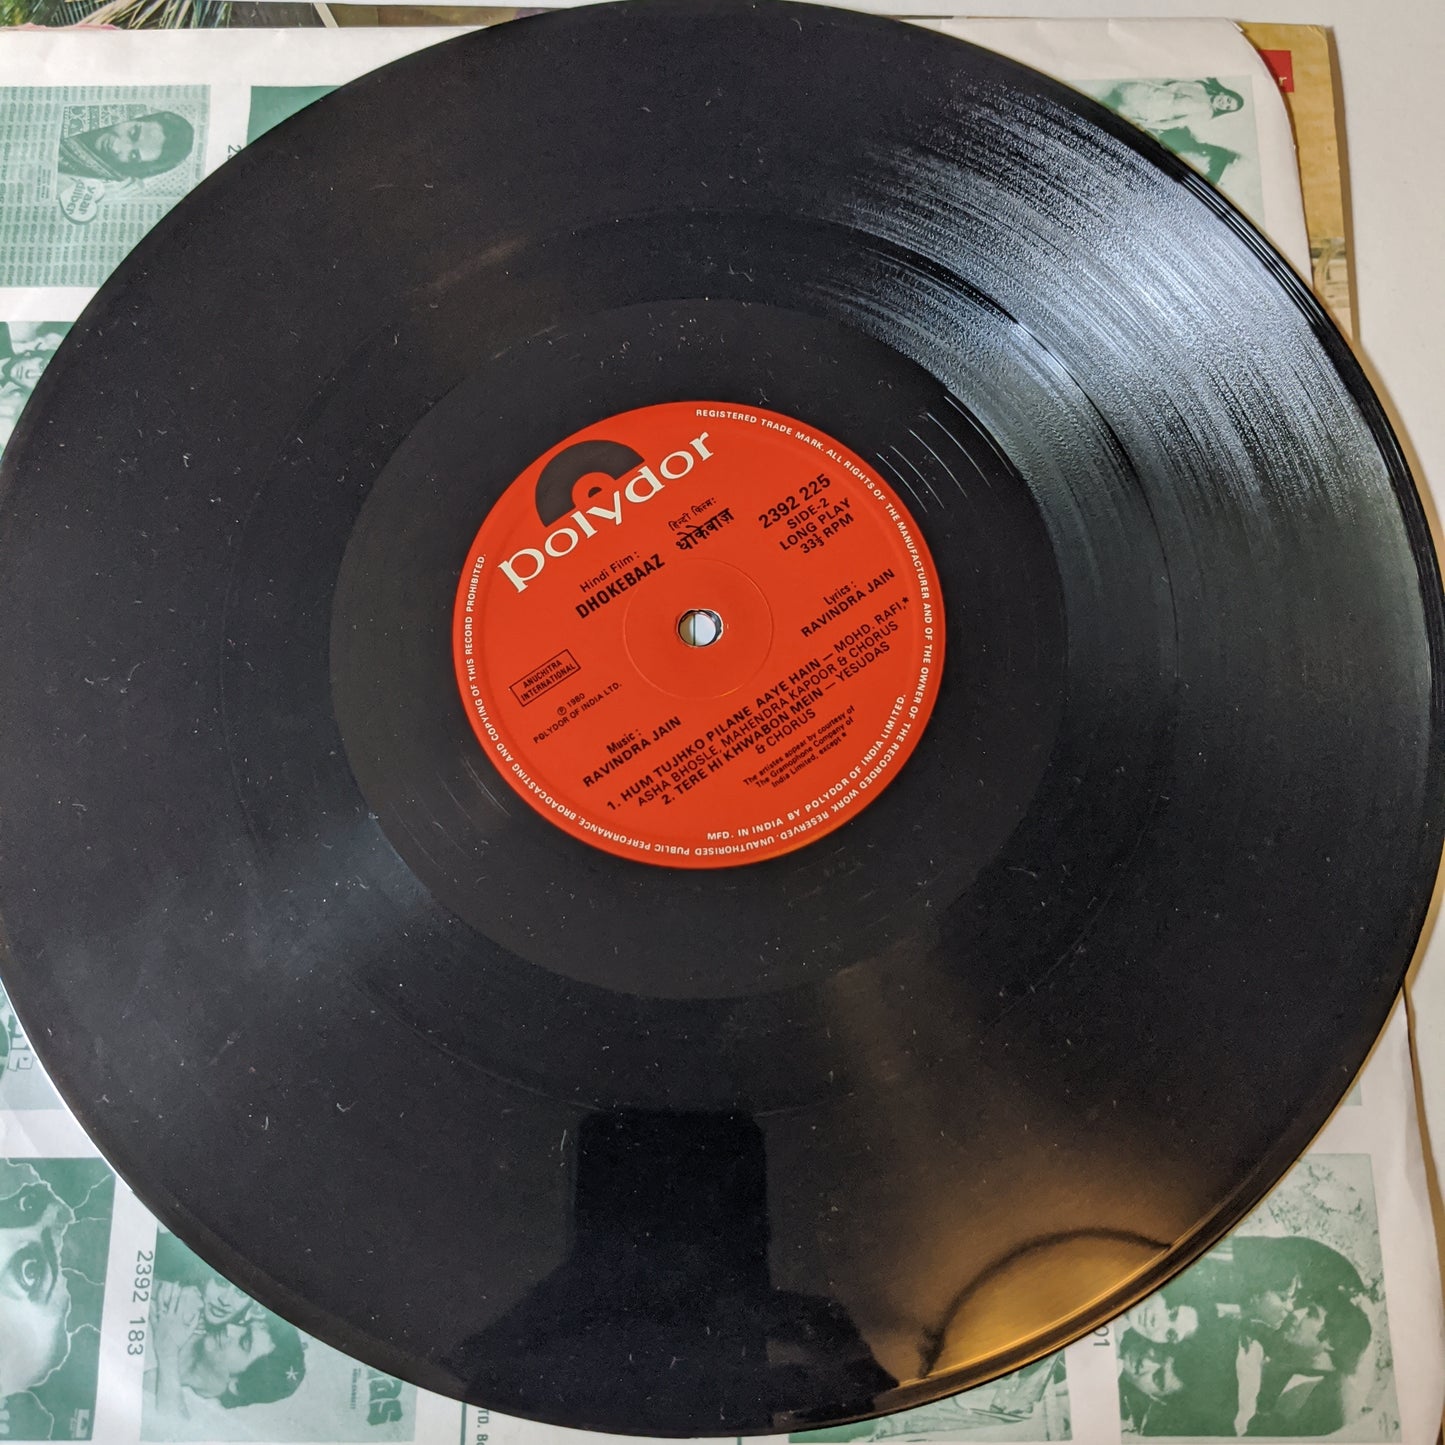 polydor
REGISTERED TRADE MARK. ALL RIGHTS OF THE MANUFACTURER AND OF THE OWNER OF THE RECORDED WORK RESERVED. UNAUTHORISED PUBLIC PERFORMANCE, BROADCASTING AND COPYING OF THIS RECORD PROHIBITED.
Hindi Film :
DHOKEBAAZ
हिन्दी फिल्म:
धोकेबाज़
2392 225
SIDE-2
LONG PLAY
33⅓ RPM
Lyrics :
RAVINDRA JAIN
ANUCHITRA
INTERNATIONAL
℗ 1980
POLYDOR OF INDIA LTD.
Music :
RAVINDRA JAIN
1. HUM TUJHKO PILANE AAYE HAIN — MOHD. RAFI,*
ASHA BHOSLE, MAHENDRA KAPOOR & CHORUS
2. TERE HI KHWABON MEIN — YESUDAS
& CHORUS
The artistes appear by courtesy of
The Gramophone Company of
India Limited, except *
MFD. IN INDIA BY POLYDOR OF INDIA LIMITED.
yaar
dilber
2392 183